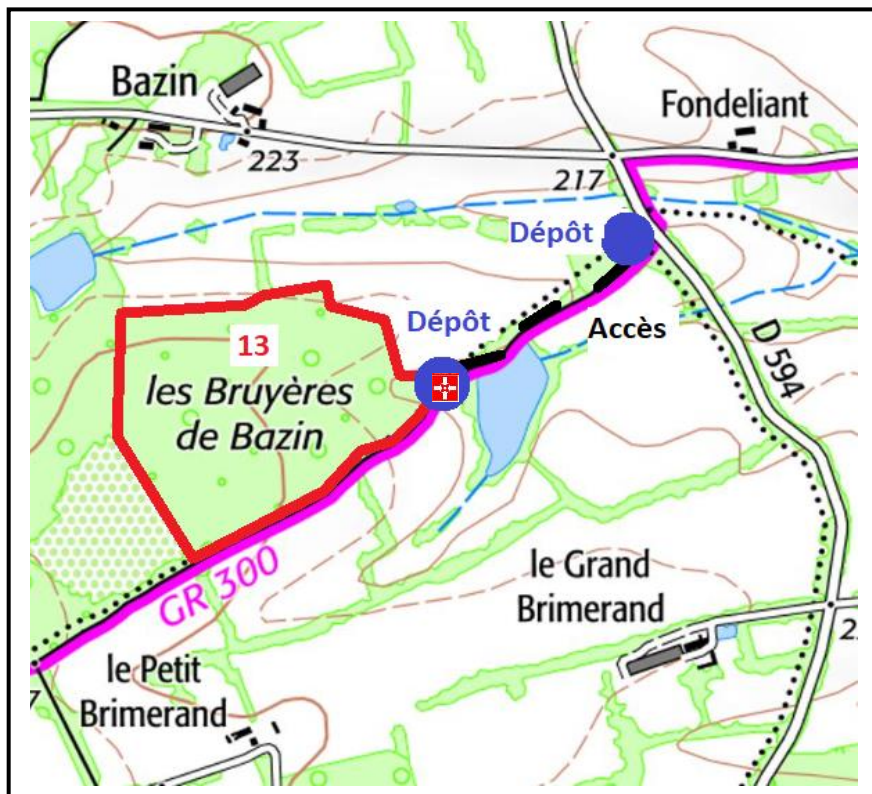 Bazin
Fondeliant
223
217
Dépôt
Dépôt
Accès
13
les Bruyères
de Bazin
D 594
GR 300
le Grand
Brimerand
le Petit
Brimerand